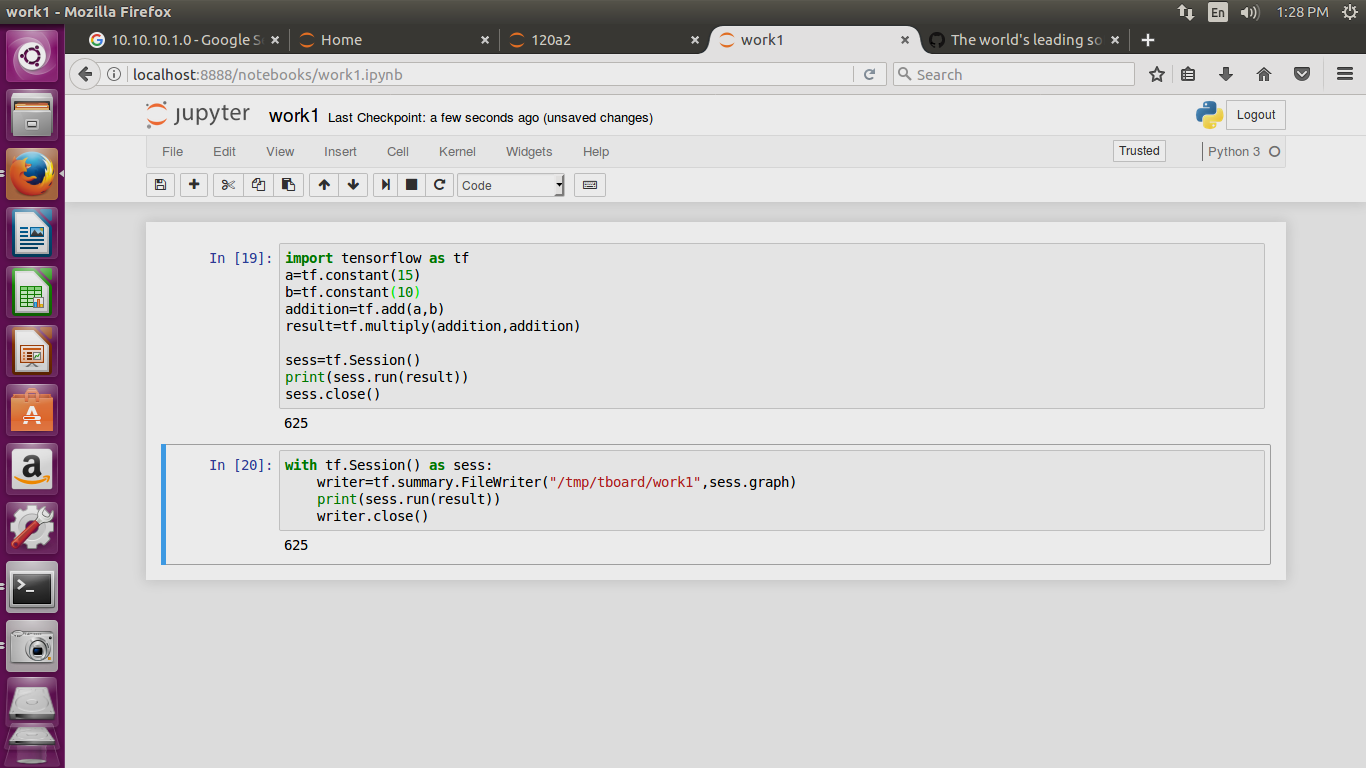 work1 - Mozilla Firefox
En
1:28 PM
10.10.10.1.0 - Google S
Home
120a2
work1
The world's leading so
localhost:8888/notebooks/work1.ipynb
Search
jupyter
work1
Last Checkpoint: a few seconds ago (unsaved changes)
Logout
File Edit View Insert Cell Kernel Widgets Help
Trusted
Python 3
Code
In [19]:
import tensorflow as tf
a=tf.constant(15)
b=tf.constant(10)
addition=tf.add(a,b)
result=tf.multiply(addition,addition)
sess=tf.Session()
print(sess.run(result))
sess.close()
625
In [20]:
with tf.Session() as sess:
writer=tf.summary.FileWriter("/tmp/tboard/work1",sess.graph)
print(sess.run(result))
writer.close()
625